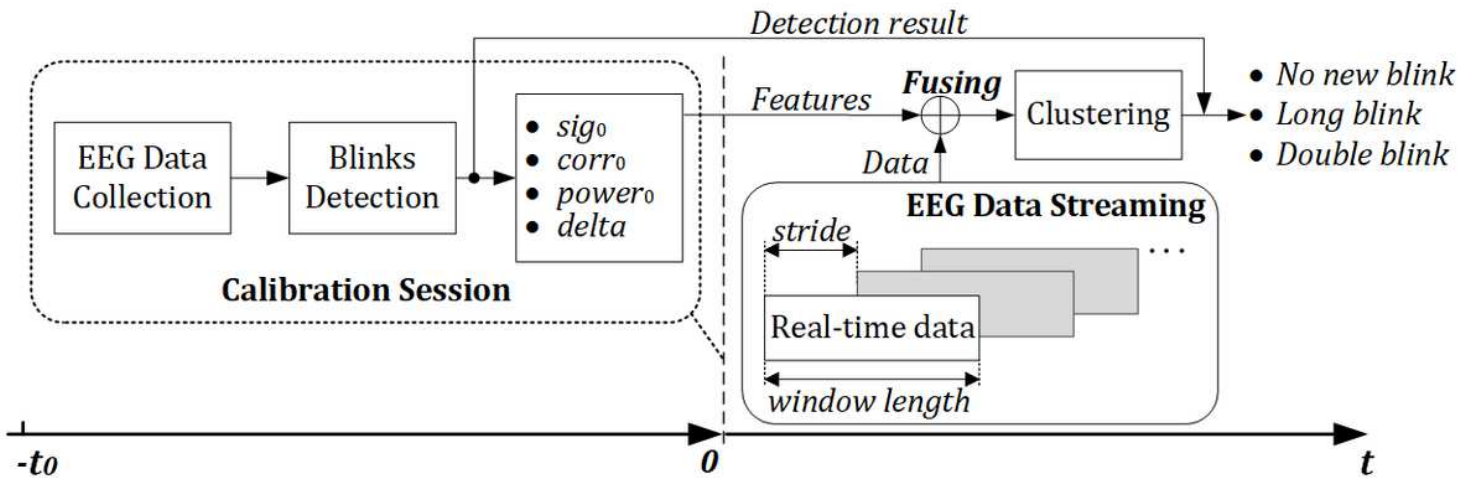 Detection result
EEG Data
Collection
Blinks
Detection
● sig₀
● corr₀
● power₀
● delta
Calibration Session
Features
Fusing
Clustering
● No new blink
● Long blink
● Double blink
Data
EEG Data Streaming
stride
...
Real-time data
window length
-t₀
0
t